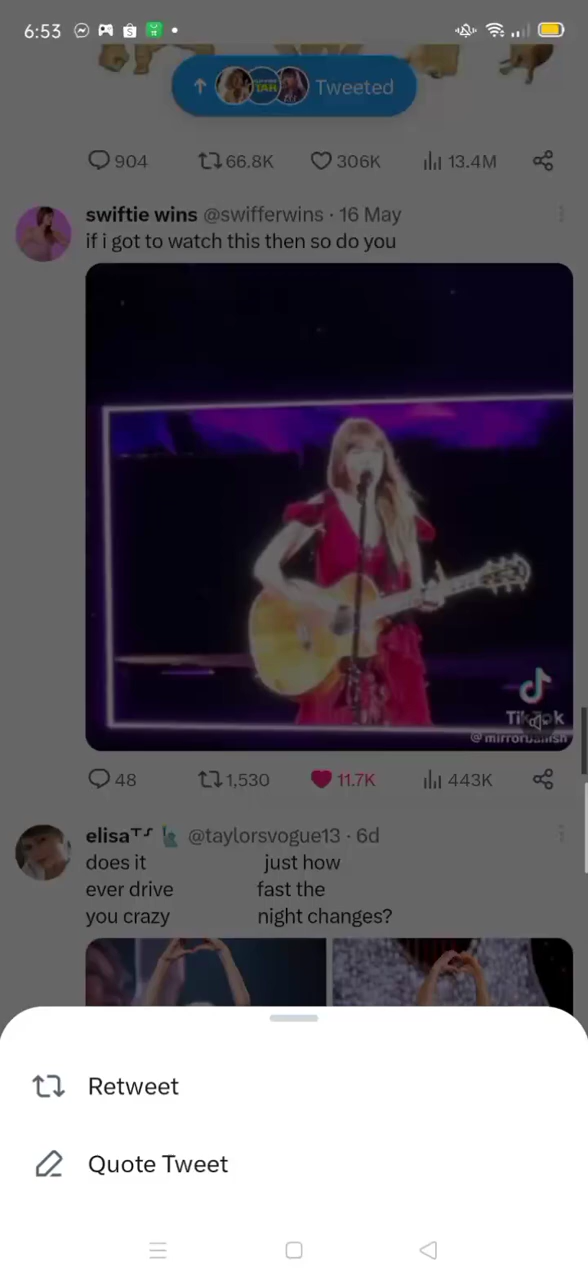 6:53
TAR
Tweeted
904 66.8K 306K 13.4M
swiftie wins @swifferwins · 16 May
if i got to watch this then so do you
TikTok
48 1,530 11.7K 443K
elisaᵀˢ @taylorsvogue13 · 6d
does it just how
ever drive fast the
you crazy night changes?
Retweet
Quote Tweet